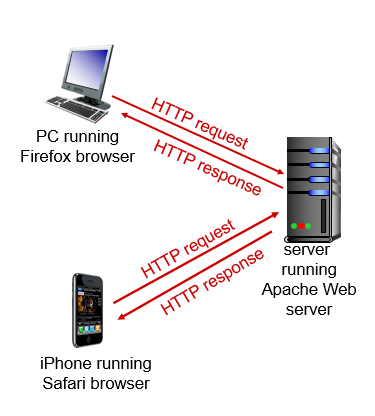 HTTP request
PC running
Firefox browser
HTTP response
HTTP request
HTTP response
server
running
Apache Web
server
iPhone running
Safari browser